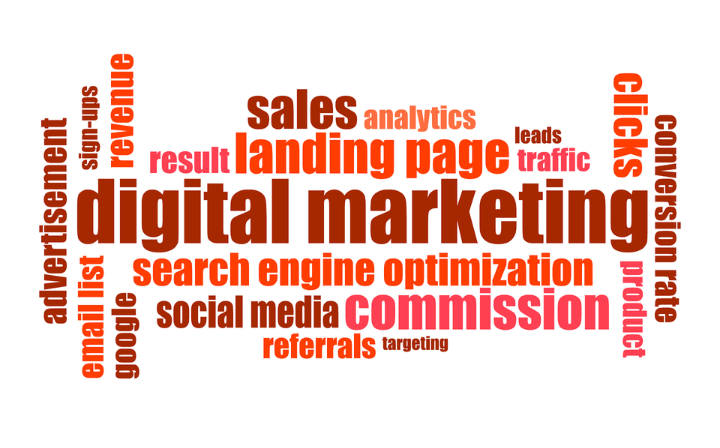 advertisement
sign-ups
email list
revenue
google
sales
analytics
leads
result
landing page
traffic
digital marketing
search engine optimization
social media
commission
referrals
targeting
clicks
product
conversion rate